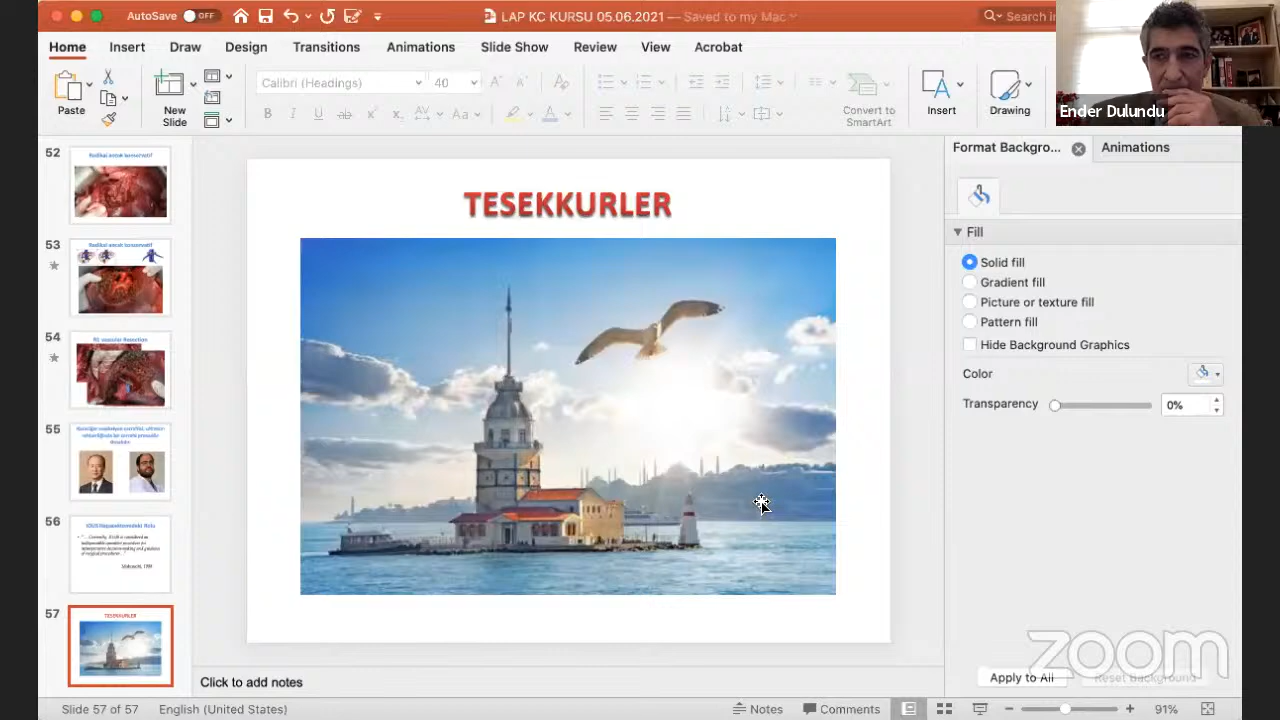 AutoSave OFF
LAP KC KURSU 05.06.2021 — Saved to my Mac
Search in
Home Insert Draw Design Transitions Animations Slide Show Review View Acrobat
Paste
New
Slide
Calibri (Headings) 40
B I U ab
Aa
Convert to
SmartArt
Insert
Drawing
Ender Dulundu
Format Backgro... Animations
Fill
Solid fill
Gradient fill
Picture or texture fill
Pattern fill
Hide Background Graphics
Color
Transparency 0%
52
53
54
55
56
57
TESEKKURLER
TESEKKURLER
Click to add notes
Apply to All Reset Background
zoom
Slide 57 of 57 English (United States) Notes Comments 91%